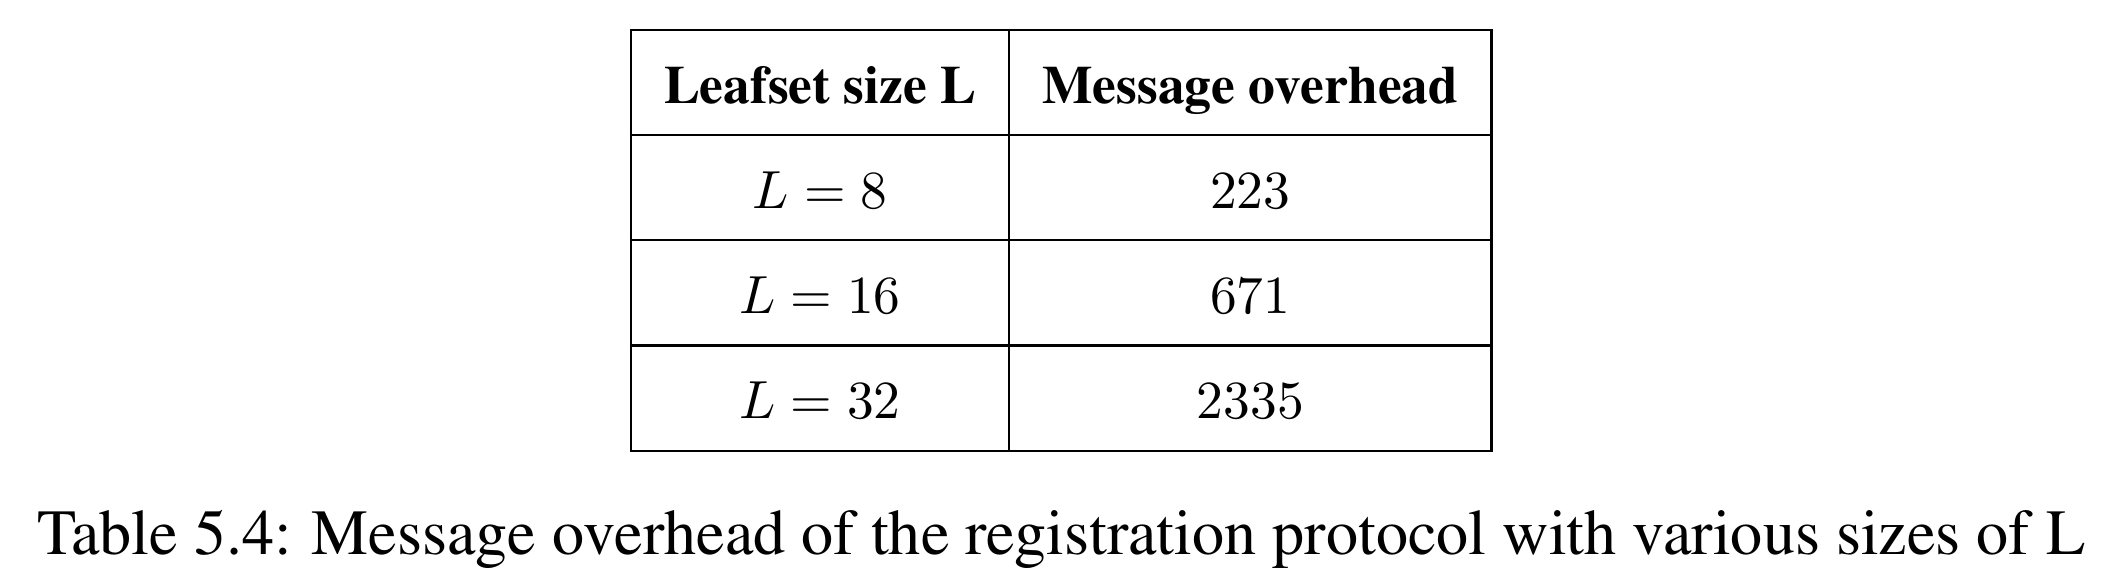 Leafset size L Message overhead
L = 8 223
L = 16 671
L = 32 2335
Table 5.4: Message overhead of the registration protocol with various sizes of L